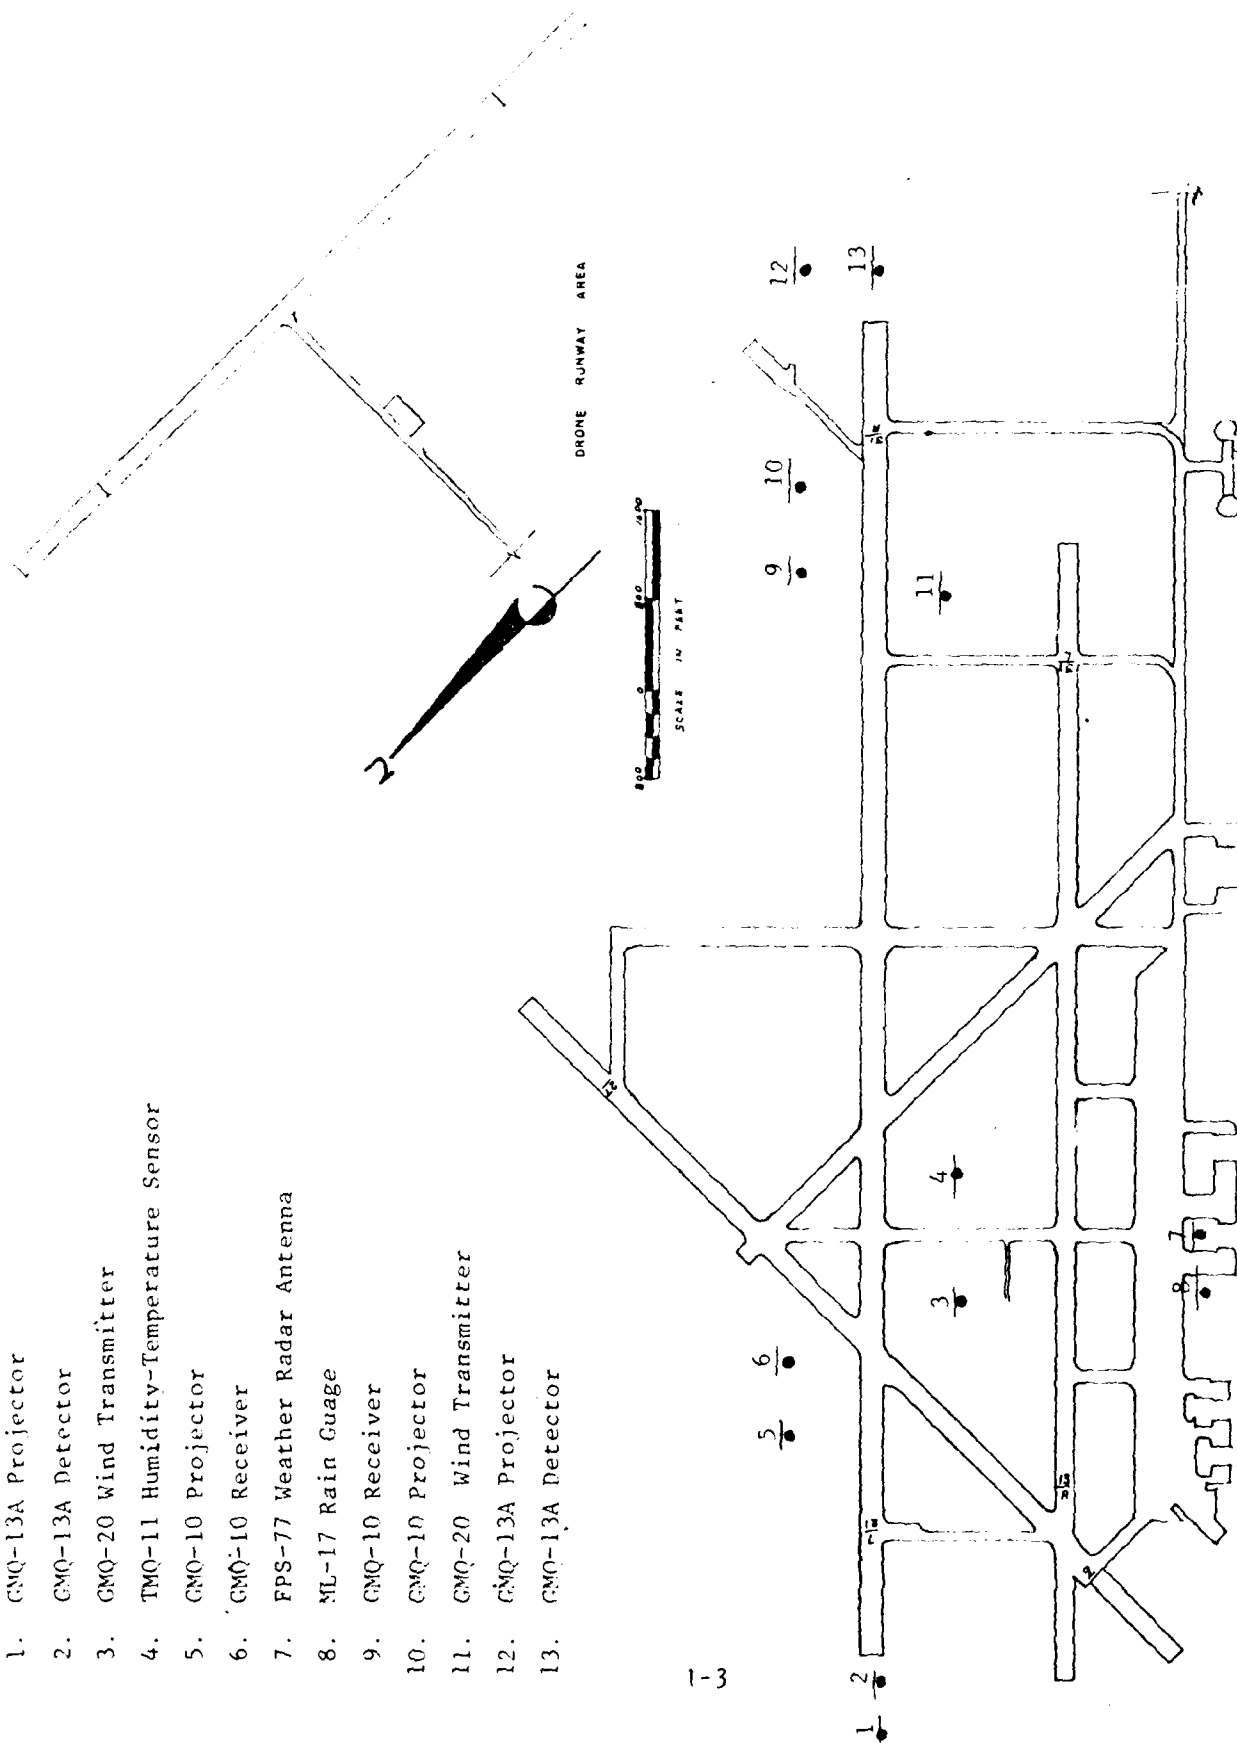 1. GMQ-13A Projector
2. GMQ-13A Detector
3. GMQ-20 Wind Transmitter
4. TMQ-11 Humidity-Temperature Sensor
5. GMQ-10 Projector
6. GMQ-10 Receiver
7. FPS-77 Weather Radar Antenna
8. ML-17 Rain Guage
9. GMQ-10 Receiver
10. GMQ-10 Projector
11. GMQ-20 Wind Transmitter
12. GMQ-13A Projector
13. GMQ-13A Detector
DRONE RUNWAY AREA
800 0 800 1600
SCALE IN FEET
12
13
10
9
11
4
3
6
5
7
8
2
1
1-3